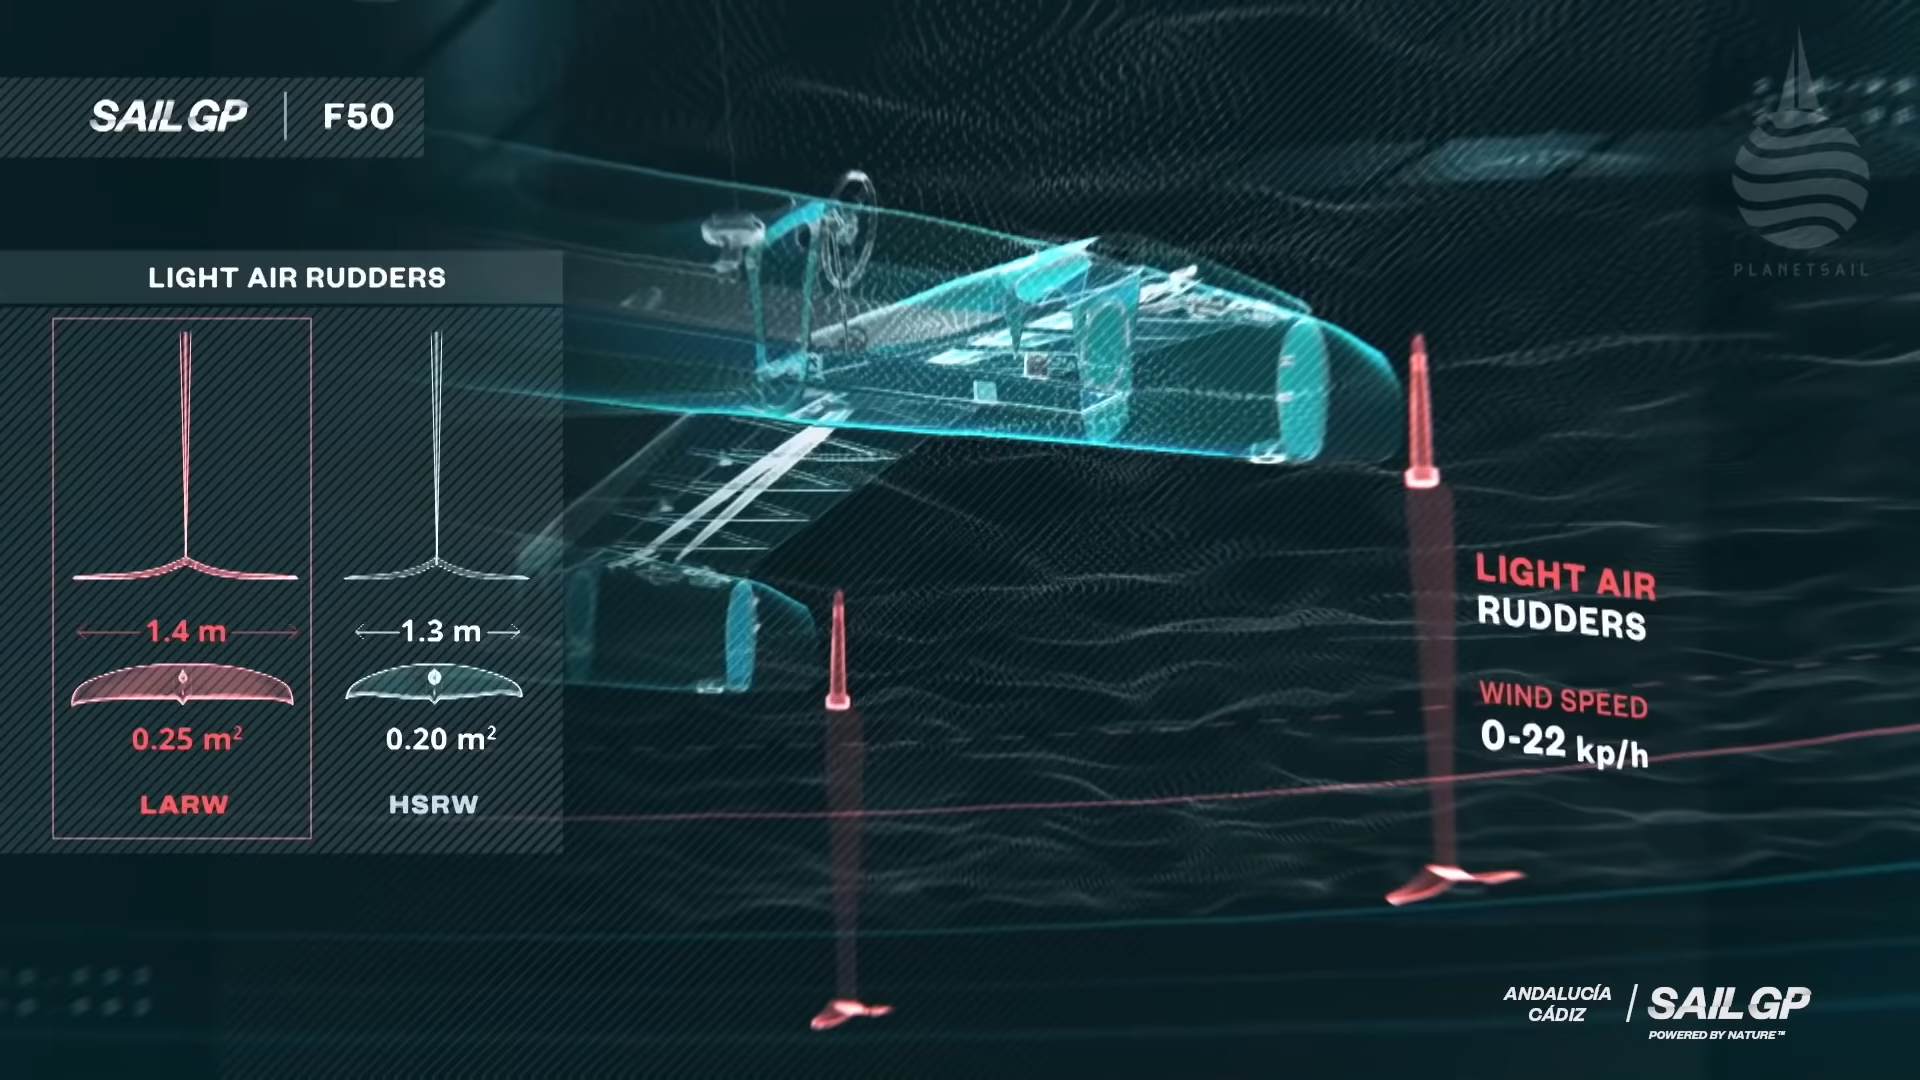 SAIL GP | F50
PLANETSAIL
LIGHT AIR RUDDERS
1.4 m
1.3 m
0.25 m²
0.20 m²
LARW
HSRW
LIGHT AIR
RUDDERS
WIND SPEED
0-22 kp/h
ANDALUCÍA
CÁDIZ
SAIL GP
POWERED BY NATURE™